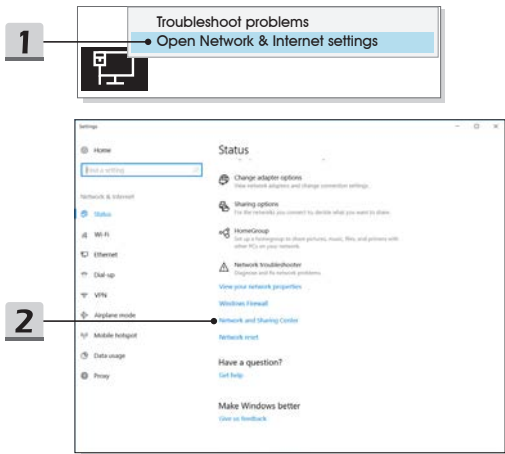 Troubleshoot problems
1
Open Network & Internet settings
Settings
Home
Status
Find a setting
Change adapter options
View network adapters and change connection settings.
Network & Internet
Sharing options
For the networks you connect to, decide what you want to share.
Status
Wi-Fi
HomeGroup
Set up a homegroup to share pictures, music, files, and printers with
other PCs on your network.
Ethernet
Dial-up
Network troubleshooter
Diagnose and fix network problems.
View your network properties
VPN
Windows Firewall
2
Airplane mode
Network and Sharing Center
Mobile hotspot
Network reset
Data usage
Have a question?
Proxy
Get help
Make Windows better
Give us feedback